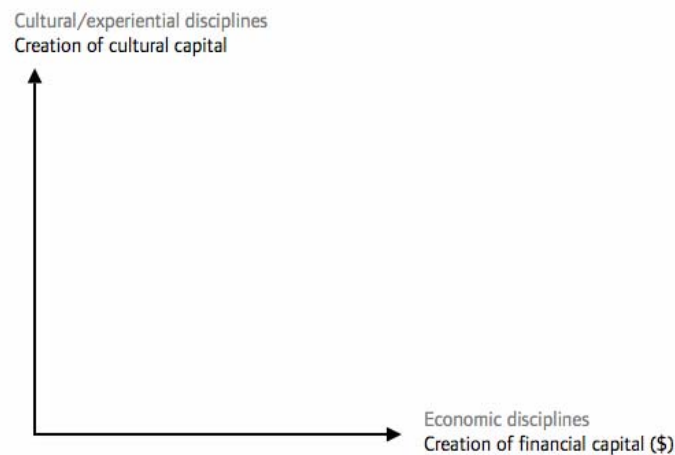 Cultural/experiential disciplines
Creation of cultural capital
Economic disciplines
Creation of financial capital ($)